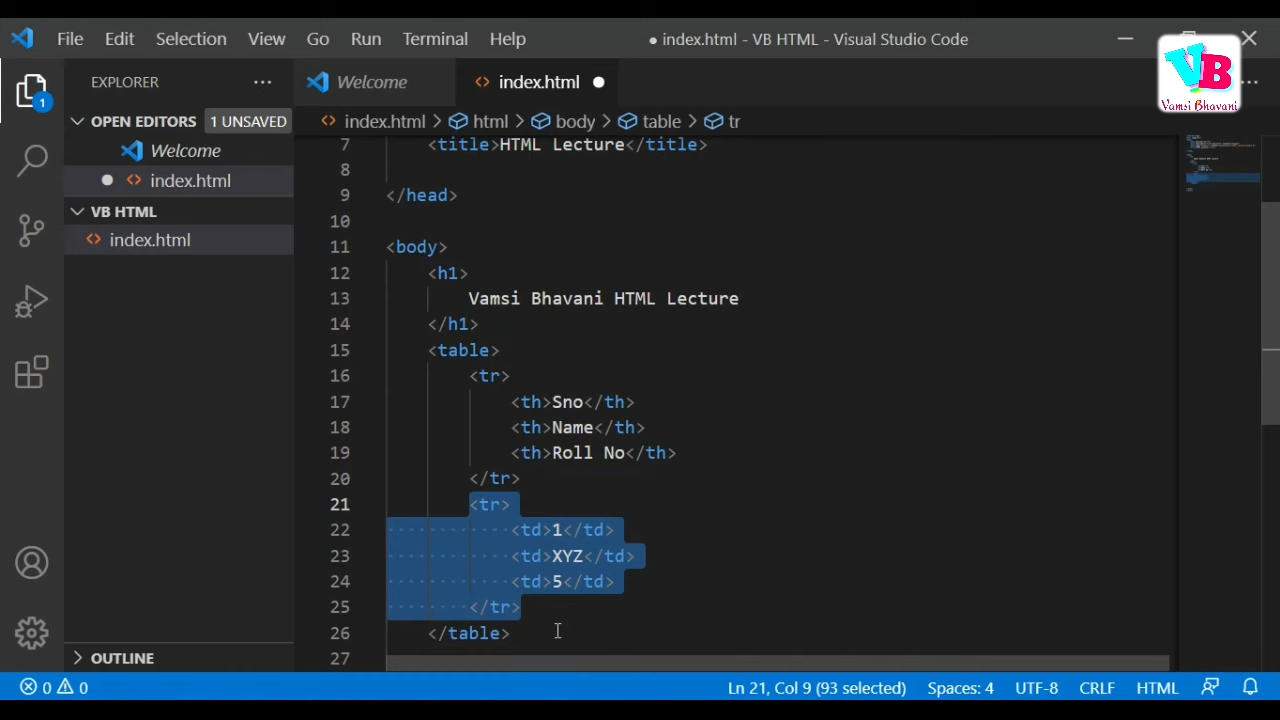 File Edit Selection View Go Run Terminal Help
● index.html - VB HTML - Visual Studio Code
VB
Vamsi Bhavani
EXPLORER
Welcome
index.html
OPEN EDITORS
1 UNSAVED
Welcome
index.html
VB HTML
index.html
OUTLINE
1
index.html > html > body > table > tr
7 <title>HTML Lecture</title>
8
9 </head>
10
11 <body>
12 <h1>
13 Vamsi Bhavani HTML Lecture
14 </h1>
15 <table>
16 <tr>
17 <th>Sno</th>
18 <th>Name</th>
19 <th>Roll No</th>
20 </tr>
21 <tr>
22 <td>1</td>
23 <td>XYZ</td>
24 <td>5</td>
25 </tr>
26 </table>
27
0 0
Ln 21, Col 9 (93 selected) Spaces: 4 UTF-8 CRLF HTML